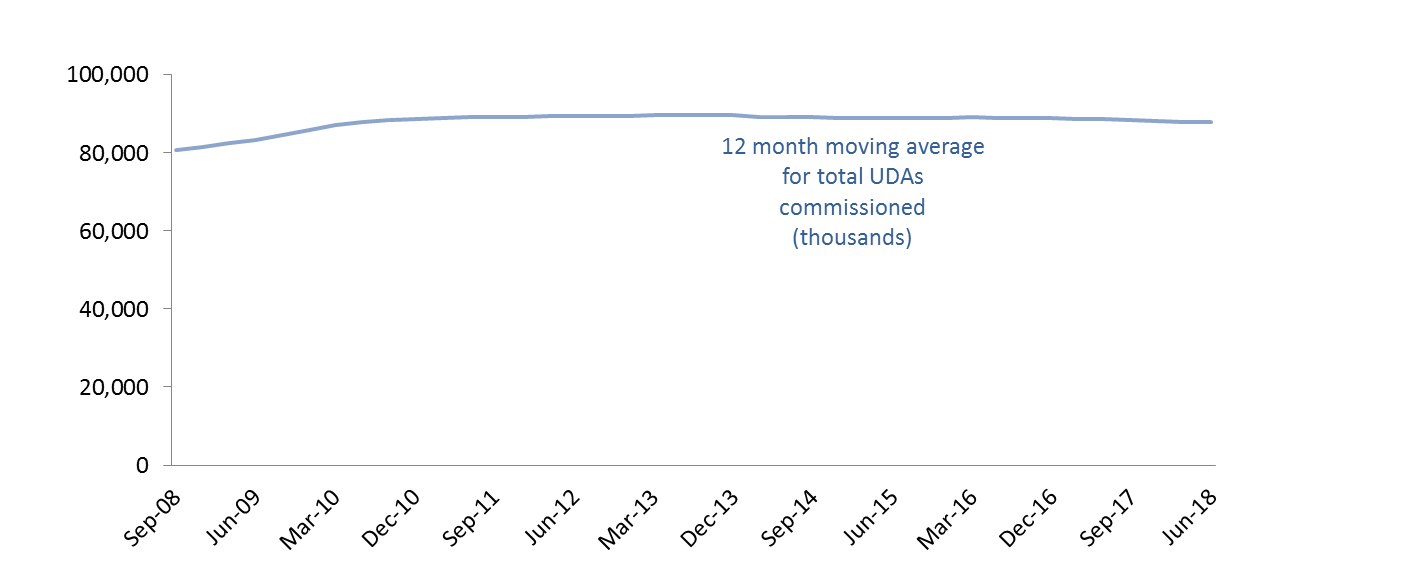 100,000
80,000
60,000
40,000
20,000
0
12 month moving average
for total UDAs
commissioned
(thousands)
Sep-08
Jun-09
Mar-10
Dec-10
Sep-11
Jun-12
Mar-13
Dec-13
Sep-14
Jun-15
Mar-16
Dec-16
Sep-17
Jun-18